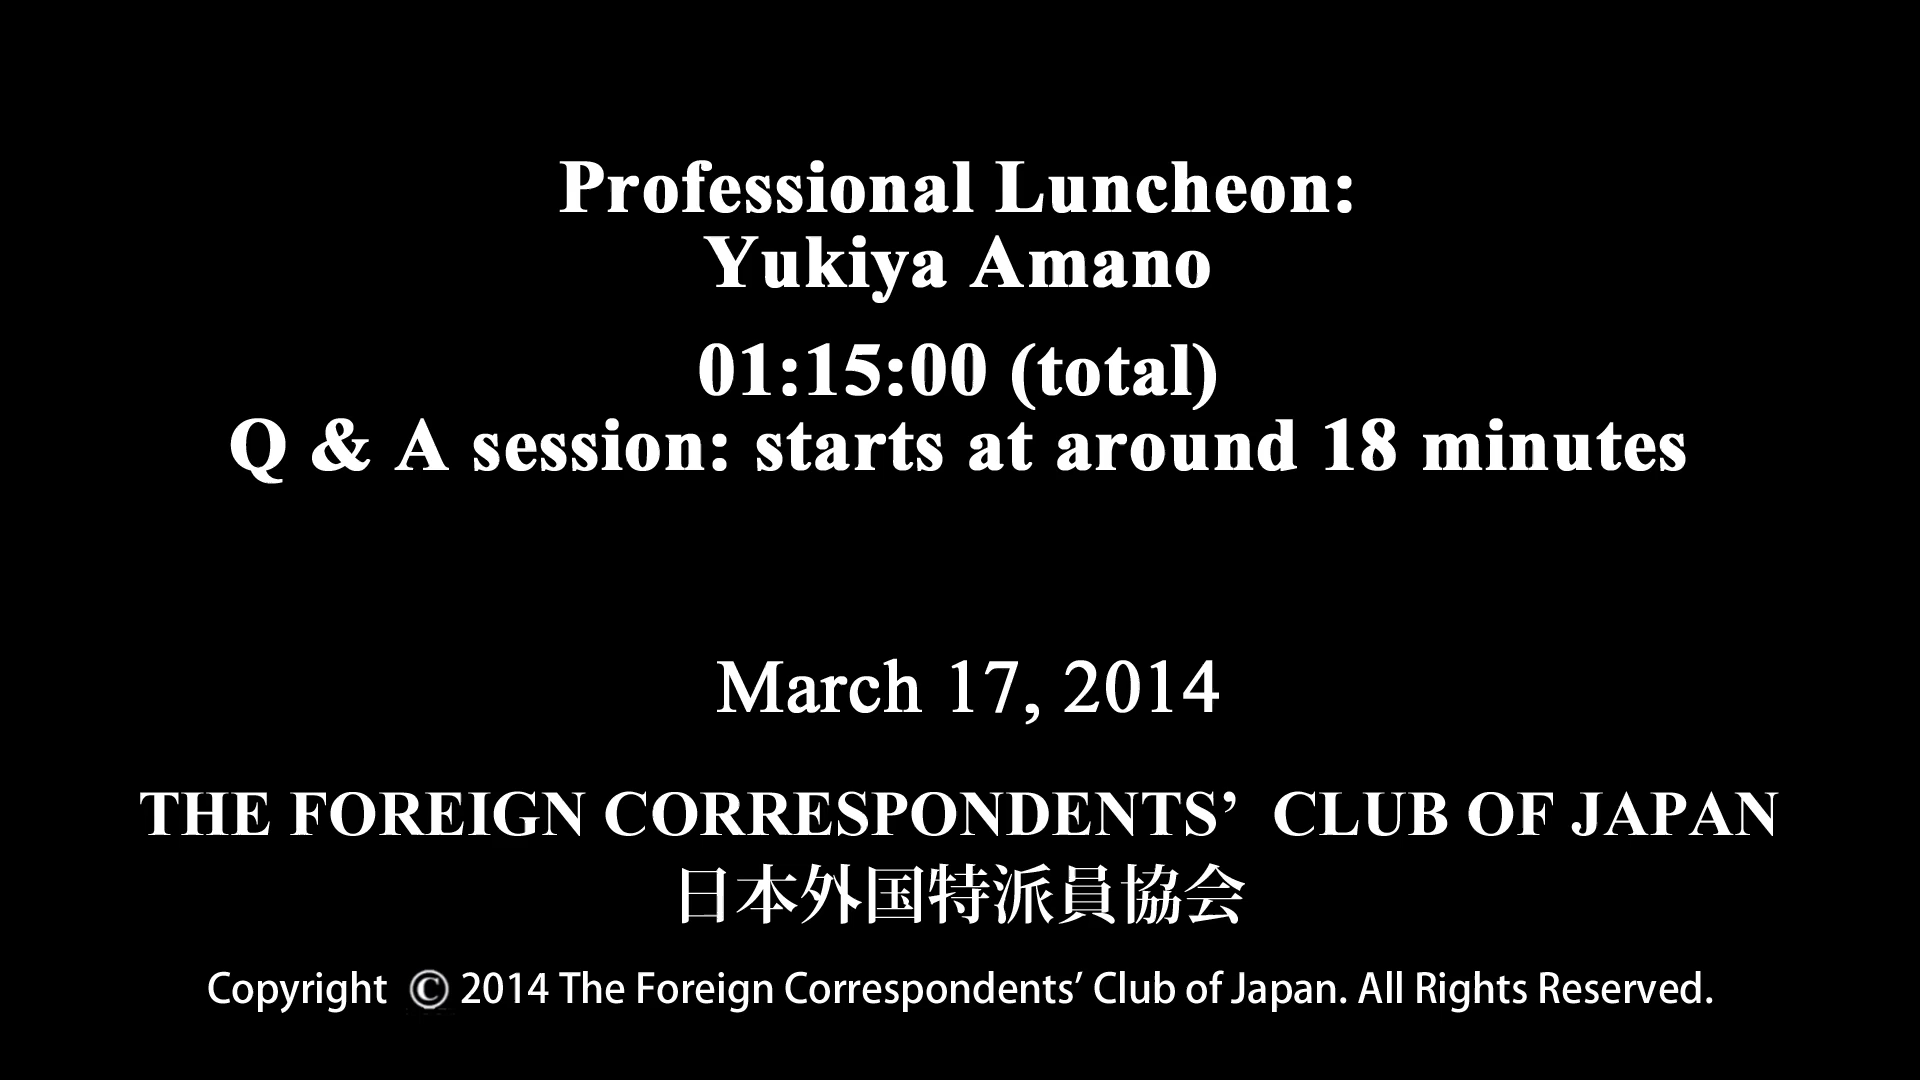 Professional Luncheon:
Yukiya Amano
01:15:00 (total)
Q & A session: starts at around 18 minutes
March 17, 2014
THE FOREIGN CORRESPONDENTS’ CLUB OF JAPAN
日本外国特派員協会
Copyright © 2014 The Foreign Correspondents’ Club of Japan. All Rights Reserved.